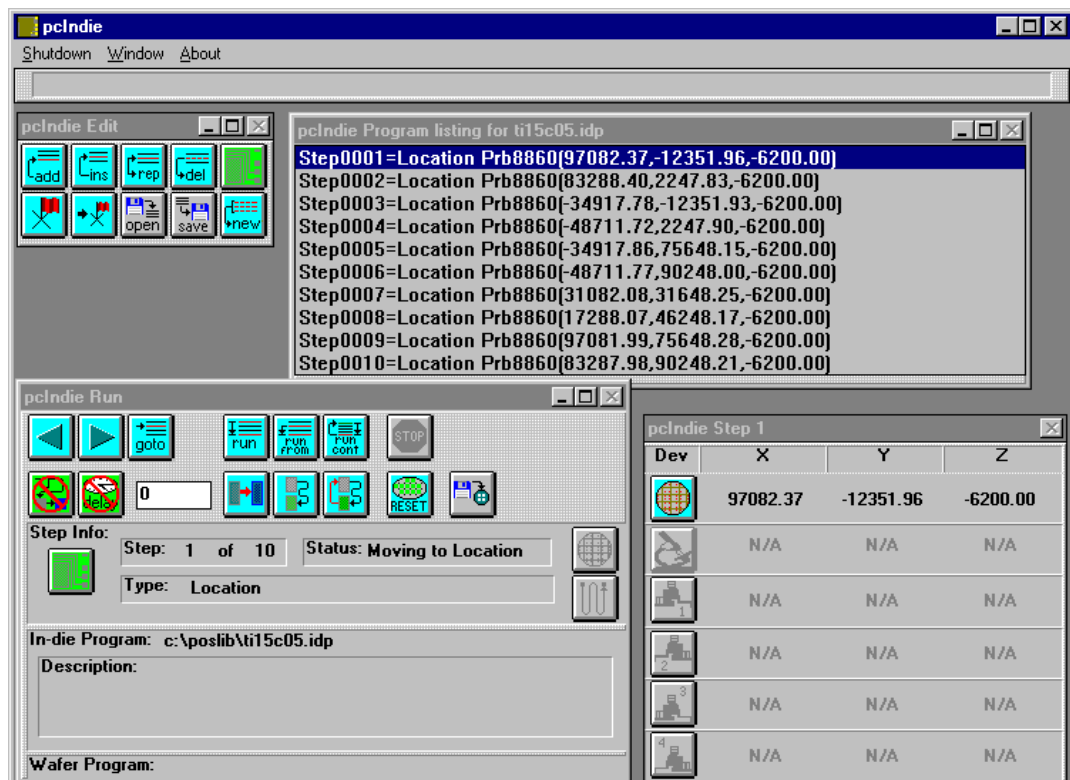 pcIndie
Shutdown Window About
pcIndie Edit
add ins rep del
open save new
pcIndie Program listing for ti15c05.idp
Step0001=Location Prb8860(97082.37,-12351.96,-6200.00)
Step0002=Location Prb8860(83288.40,2247.83,-6200.00)
Step0003=Location Prb8860(-34917.78,-12351.93,-6200.00)
Step0004=Location Prb8860(-48711.72,2247.90,-6200.00)
Step0005=Location Prb8860(-34917.86,75648.15,-6200.00)
Step0006=Location Prb8860(-48711.77,90248.00,-6200.00)
Step0007=Location Prb8860(31082.08,31648.25,-6200.00)
Step0008=Location Prb8860(17288.07,46248.17,-6200.00)
Step0009=Location Prb8860(97081.99,75648.28,-6200.00)
Step0010=Location Prb8860(83287.98,90248.21,-6200.00)
pcIndie Run
goto run run from run cont STOP
delay 0 RESET
Step Info:
Step: 1 of 10 Status: Moving to Location
Type: Location
In-die Program: c:\poslib\ti15c05.idp
Description:
Wafer Program:
pcIndie Step 1
Dev X Y Z
97082.37 -12351.96 -6200.00
N/A N/A N/A
1 N/A N/A N/A
2 N/A N/A N/A
3 N/A N/A N/A
4 N/A N/A N/A